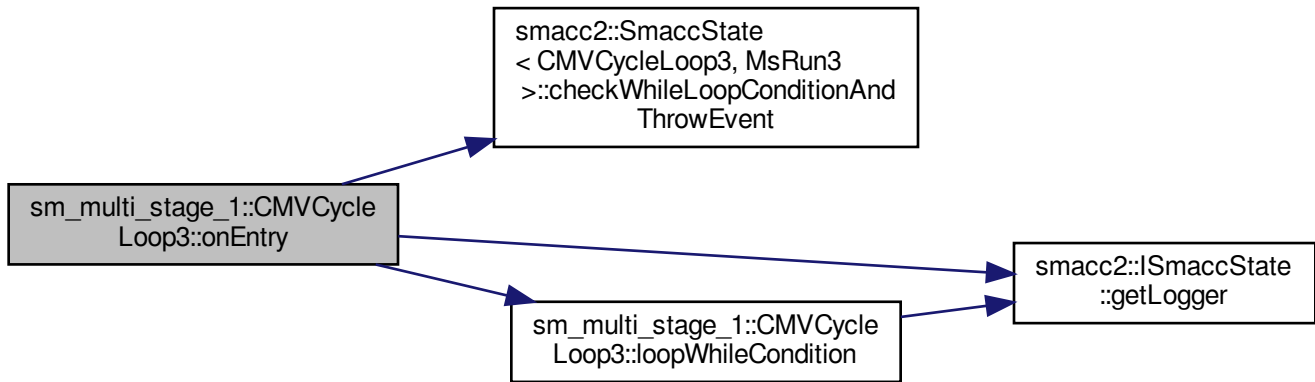 smacc2::SmaccState
< CMVCycleLoop3, MsRun3
>::checkWhileLoopConditionAnd
ThrowEvent
sm_multi_stage_1::CMVCycle
Loop3::onEntry
smacc2::ISmaccState
::getLogger
sm_multi_stage_1::CMVCycle
Loop3::loopWhileCondition